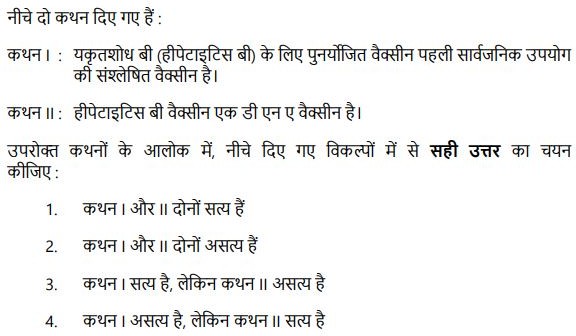 नीचे दो कथन दिए गए हैं :
कथन I : यकृतशोध बी (हीपेटाइटिस बी) के लिए पुनर्योजित वैक्सीन पहली सार्वजनिक उपयोग
की संश्लेषित वैक्सीन है।
कथन II : हीपेटाइटिस बी वैक्सीन एक डी एन ए वैक्सीन है।
उपरोक्त कथनों के आलोक में, नीचे दिए गए विकल्पों में से सही उत्तर का चयन
कीजिए :
1. कथन I और II दोनों सत्य हैं
2. कथन I और II दोनों असत्य हैं
3. कथन I सत्य है, लेकिन कथन II असत्य है
4. कथन I असत्य है, लेकिन कथन II सत्य है